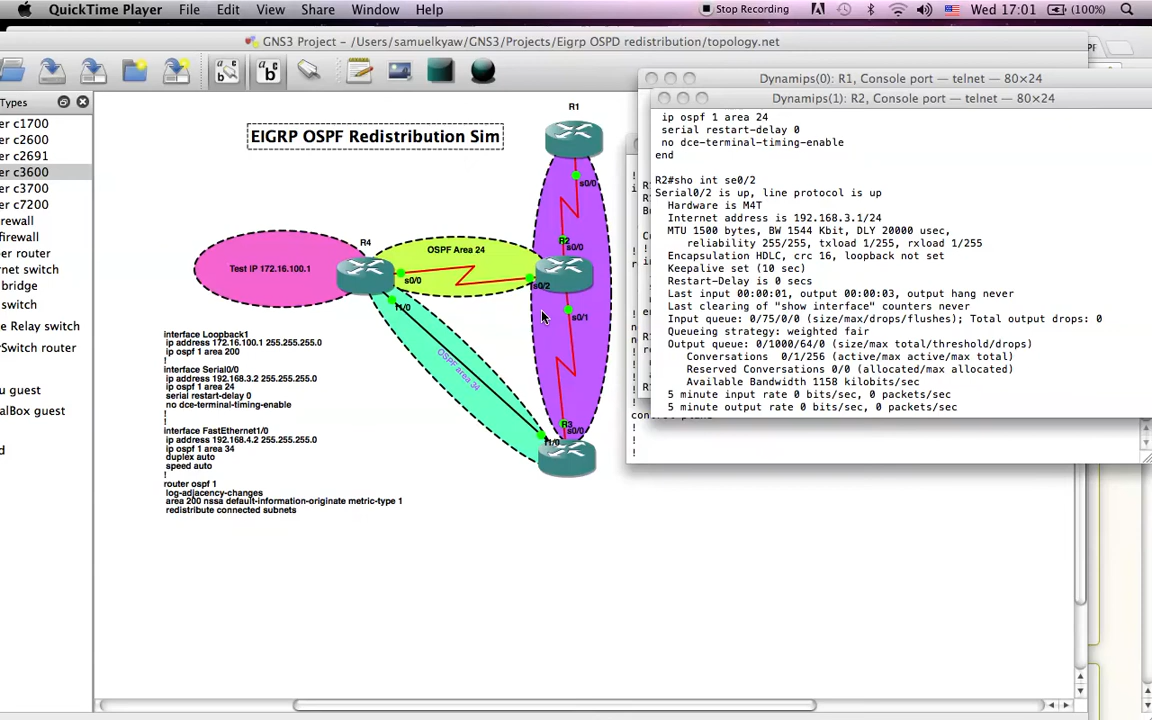 QuickTime Player File Edit View Share Window Help Stop Recording Wed 17:01 (100%)
GNS3 Project – /Users/samuelkyaw/GNS3/Projects/Eigrp OSPD redistribution/topology.net
Types
er c1700
er c2600
er c2691
er c3600
er c3700
er c7200
irewall
firewall
er router
ernet switch
bridge
switch
e Relay switch
rSwitch router
u guest
alBox guest
EIGRP OSPF Redistribution Sim
R1
s0/0
R2
s0/0
R4
OSPF Area 24
Test IP 172.16.100.1
s0/0
s0/2
f1/0
s0/1
OSPF area 34
R3
s0/0
f1/0
interface Loopback1
ip address 172.16.100.1 255.255.255.0
ip ospf 1 area 200
!
interface Serial0/0
ip address 192.168.3.2 255.255.255.0
ip ospf 1 area 24
serial restart-delay 0
no dce-terminal-timing-enable
!
interface FastEthernet1/0
ip address 192.168.4.2 255.255.255.0
ip ospf 1 area 34
duplex auto
speed auto
!
router ospf 1
log-adjacency-changes
area 200 nssa default-information-originate metric-type 1
redistribute connected subnets
Dynamips(0): R1, Console port — telnet — 80×24
Dynamips(1): R2, Console port — telnet — 80×24
ip ospf 1 area 24
serial restart-delay 0
no dce-terminal-timing-enable
end
R2#sho int se0/2
Serial0/2 is up, line protocol is up
Hardware is M4T
Internet address is 192.168.3.1/24
MTU 1500 bytes, BW 1544 Kbit, DLY 20000 usec,
reliability 255/255, txload 1/255, rxload 1/255
Encapsulation HDLC, crc 16, loopback not set
Keepalive set (10 sec)
Restart-Delay is 0 secs
Last input 00:00:01, output 00:00:03, output hang never
Last clearing of "show interface" counters never
Input queue: 0/75/0/0 (size/max/drops/flushes); Total output drops: 0
Queueing strategy: weighted fair
Output queue: 0/1000/64/0 (size/max total/threshold/drops)
Conversations 0/1/256 (active/max active/max total)
Reserved Conversations 0/0 (allocated/max allocated)
Available Bandwidth 1158 kilobits/sec
5 minute input rate 0 bits/sec, 0 packets/sec
5 minute output rate 0 bits/sec, 0 packets/sec
!
!